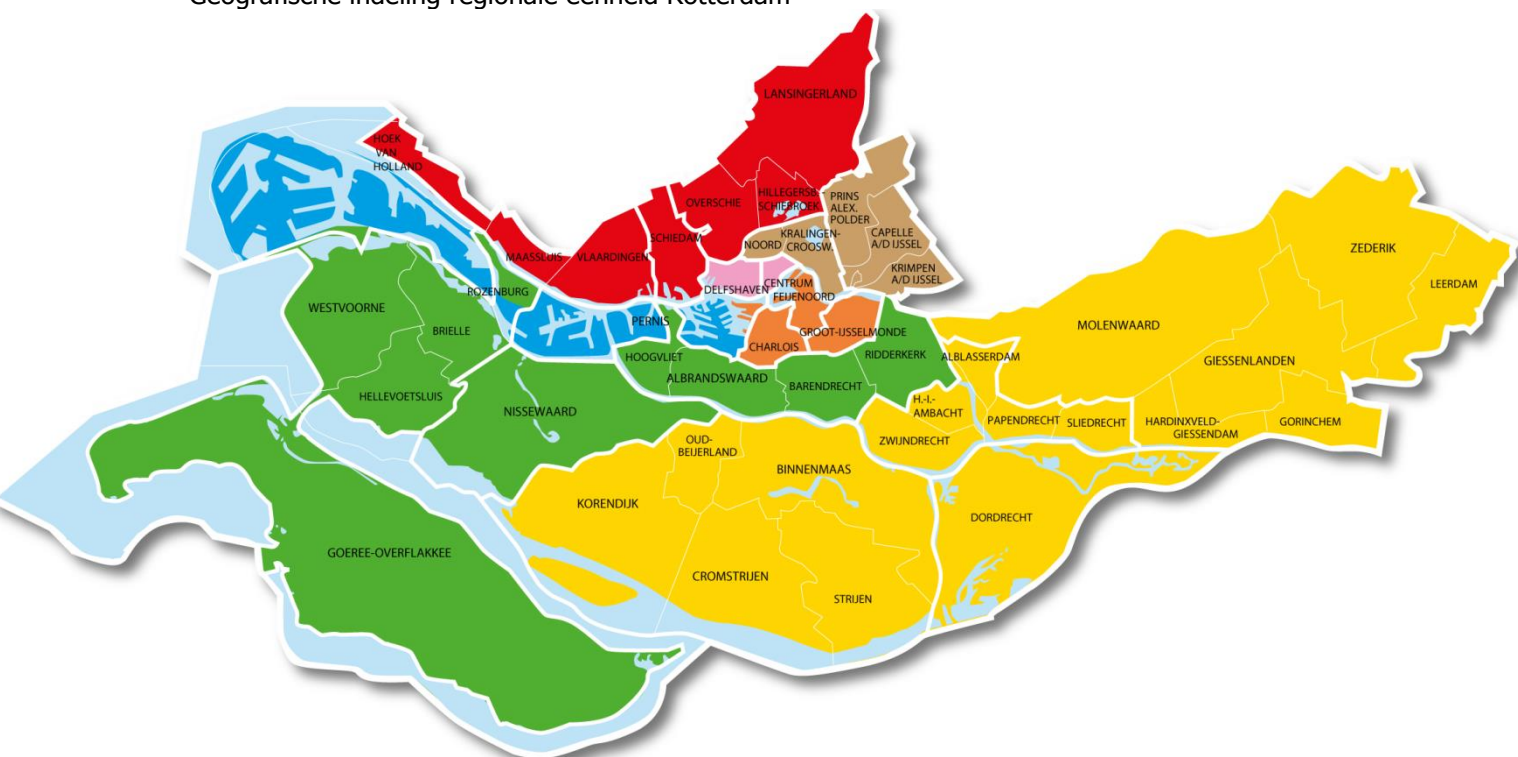 Geografische indeling regionale eenheid Rotterdam
LANSINGERLAND
HOEK
VAN
HOLLAND
HILLEGERSB.-
SCHIEBROEK
OVERSCHIE
PRINS
ALEX.
POLDER
SCHIEDAM
NOORD
KRALINGEN-
CROOSW.
CAPELLE
A/D IJSSEL
MAASSLUIS
VLAARDINGEN
KRIMPEN
A/D IJSSEL
ZEDERIK
LEERDAM
ROZENBURG
DELFSHAVEN
CENTRUM
FEIJENOORD
WESTVOORNE
BRIELLE
PERNIS
GROOT-IJSSELMONDE
MOLENWAARD
HOOGVLIET
CHARLOIS
RIDDERKERK
ALBLASSERDAM
GIESSENLANDEN
ALBRANDSWAARD
BARENDRECHT
HELLEVOETSLUIS
NISSEWAARD
H.-I.-
AMBACHT
PAPENDRECHT
SLIEDRECHT
HARDINXVELD-
GIESSENDAM
GORINCHEM
OUD-
BEIJERLAND
ZWIJNDRECHT
BINNENMAAS
KORENDIJK
DORDRECHT
GOEREE-OVERFLAKKEE
CROMSTRIJEN
STRIJEN